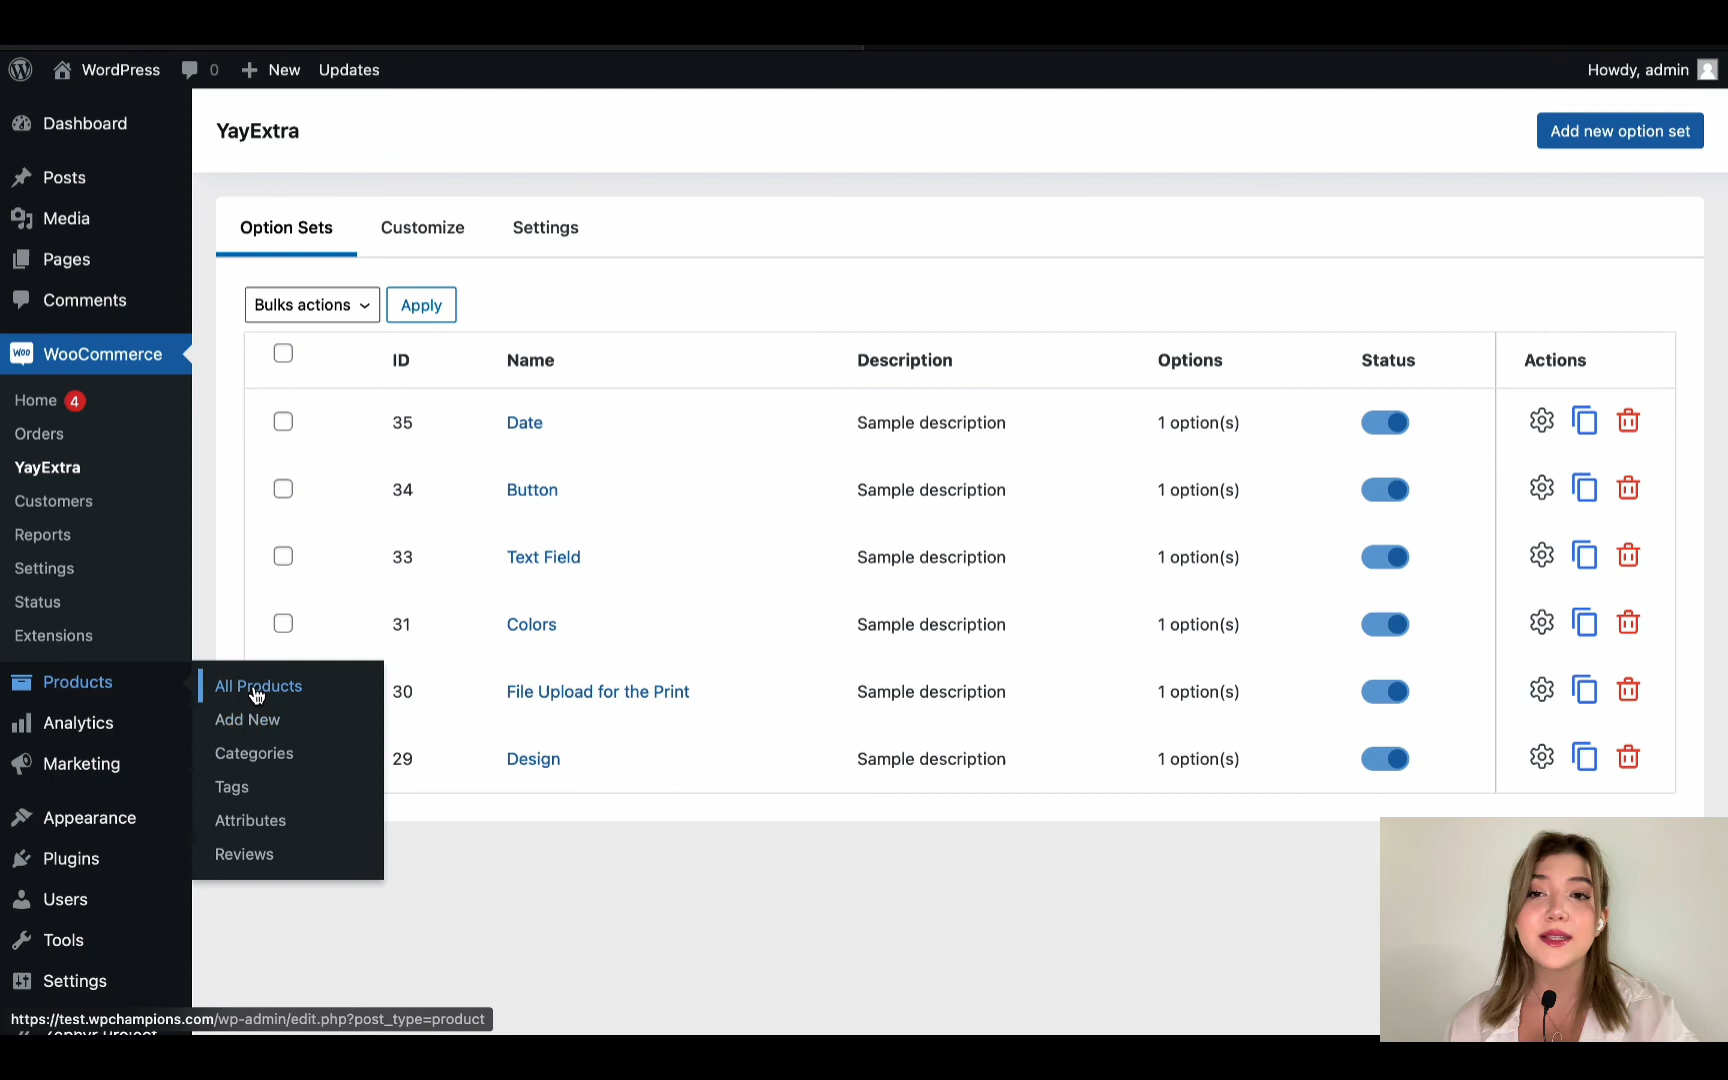 WordPress 0 New Updates Howdy, admin
Dashboard
Posts
Media
Pages
Comments
woo WooCommerce
Home 4
Orders
YayExtra
Customers
Reports
Settings
Status
Extensions
Products
Analytics
Marketing
Appearance
Plugins
Users
Tools
Settings
All Products
Add New
Categories
Tags
Attributes
Reviews
YayExtra
Add new option set
Option Sets Customize Settings
Bulks actions Apply
ID Name Description Options Status Actions
35 Date Sample description 1 option(s)
34 Button Sample description 1 option(s)
33 Text Field Sample description 1 option(s)
31 Colors Sample description 1 option(s)
30 File Upload for the Print Sample description 1 option(s)
29 Design Sample description 1 option(s)
https://test.wpchampions.com/wp-admin/edit.php?post_type=product